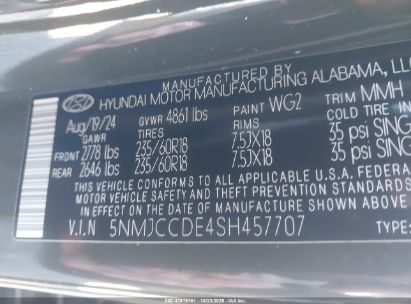 MANUFACTURED BY
HYUNDAI MOTOR MANUFACTURING ALABAMA, LLC
Aug/19/24 GVWR 4861 lbs PAINT WG2 TRIM MMH
GAWR TIRES RIMS COLD TIRE IN
FRONT 2778 lbs 235/60R18 7.5JX18 35 psi SING
REAR 2646 lbs 235/60R18 7.5JX18 35 psi SING
THIS VEHICLE CONFORMS TO ALL APPLICABLE U.S.A. FEDERAL
MOTOR VEHICLE SAFETY AND THEFT PREVENTION STANDARDS
IN EFFECT ON THE DATE OF MANUFACTURE SHOWN ABOVE.
V.I.N 5NMJCCDE4SH457707 TYPE: